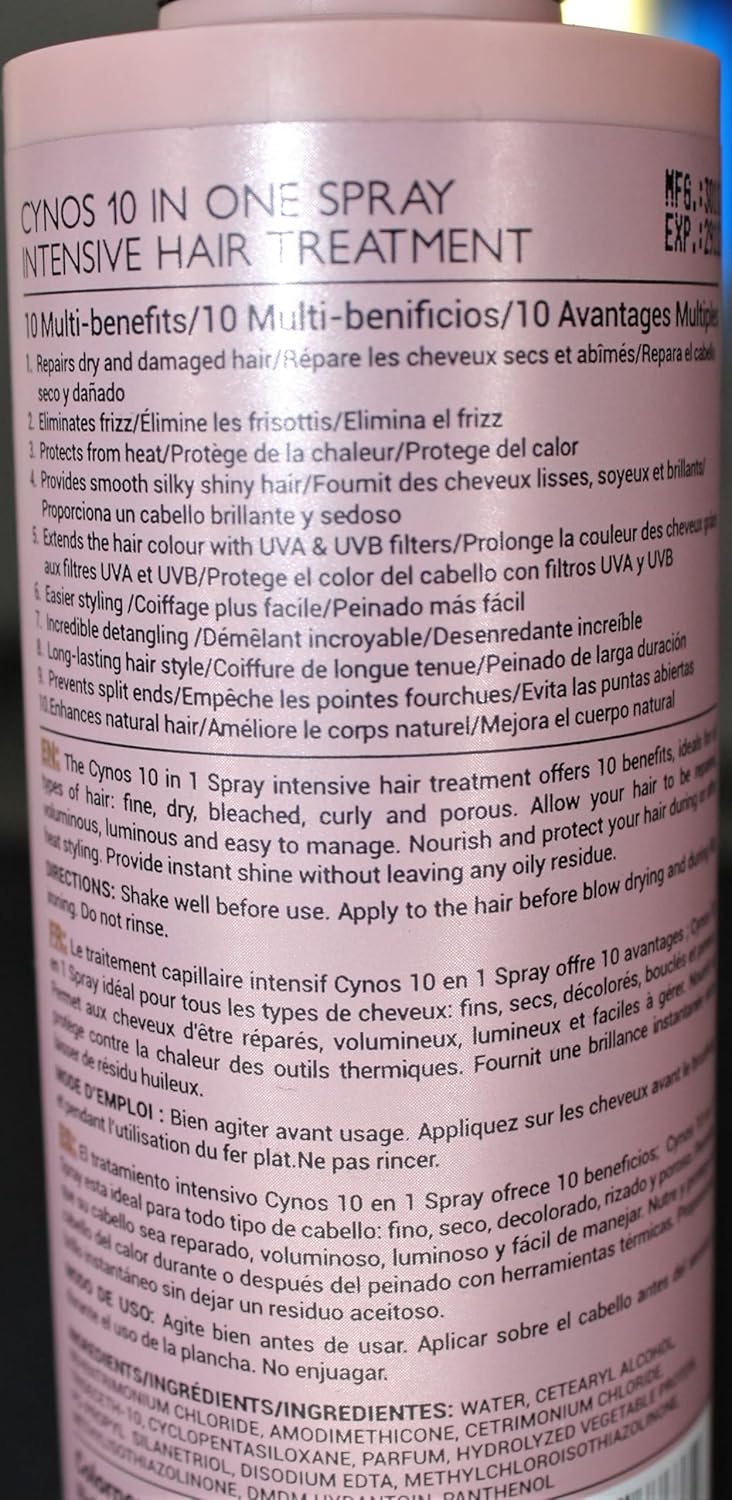 CYNOS 10 IN ONE SPRAY
INTENSIVE HAIR TREATMENT
MFG.:
EXP.:
10 Multi-benefits/10 Multi-benificios/10 Avantages
1. Repairs dry and damaged hair/Répare les cheveux secs et abîmés/Repara el cabello
seco y dañado
2. Eliminates frizz/Élimine les frisottis/Elimina el frizz
3. Protects from heat/Protège de la chaleur/Protege del calor
4. Provides smooth silky shiny hair/Fournit des cheveux lisses, soyeux et brillants/
Proporciona un cabello brillante y sedoso
5. Extends the hair colour with UVA & UVB filters/Prolonge la couleur des cheveux
aux filtres UVA et UVB/Protege el color del cabello con filtros UVA y UVB
6. Easier styling /Coiffage plus facile/Peinado más fácil
7. Incredible detangling /Démêlant incroyable/Desenredante increíble
8. Long-lasting hair style/Coiffure de longue tenue/Peinado de larga duración
9. Prevents split ends/Empêche les pointes fourchues/Evita las puntas abiertas
10.Enhances natural hair/Améliore le corps naturel/Mejora el cuerpo natural
EN: The Cynos 10 in 1 Spray intensive hair treatment offers 10 benefits,
types of hair: fine, dry, bleached, curly and porous. Allow your hair to be
voluminous, luminous and easy to manage. Nourish and protect your hair during
heat styling. Provide instant shine without leaving any oily residue.
DIRECTIONS: Shake well before use. Apply to the hair before blow drying and during
ironing. Do not rinse.
FR: Le traitement capillaire intensif Cynos 10 en 1 Spray offre 10 avantages :
en 1 Spray idéal pour tous les types de cheveux: fins, secs, décolorés, bouclés et
Permet aux cheveux d'être réparés, volumineux, lumineux et faciles à gérer.
protège contre la chaleur des outils thermiques. Fournit une brillance
laisser de résidu huileux.
MODE D'EMPLOI : Bien agiter avant usage. Appliquez sur les cheveux avant le
et pendant l'utilisation du fer plat.Ne pas rincer.
El tratamiento intensivo Cynos 10 en 1 Spray ofrece 10 beneficios: Cynos
Spray esta ideal para todo tipo de cabello: fino, seco, decolorado, rizado y poroso.
que su cabello sea reparado, voluminoso, luminoso y fácil de manejar. Nutre y
cabello del calor durante o después del peinado con herramientas térmicas.
brillo instantáneo sin dejar un residuo aceitoso.
MODO DE USO: Agite bien antes de usar. Aplicar sobre el cabello antes del
durante el uso de la plancha. No enjuagar.
INGREDIENTS/INGRÉDIENTS/INGREDIENTES: WATER, CETEARYL ALCOHOL
CHLORIDE, AMODIMETHICONE, CETRIMONIUM CHLORIDE,
CYCLOPENTASILOXANE, PARFUM, HYDROLYZED VEGETABLE PROTEIN
SILANETRIOL, DISODIUM EDTA, METHYLCHLOROISOTHIAZOLINONE,
DMDM HYDANTOIN, PANTHENOL